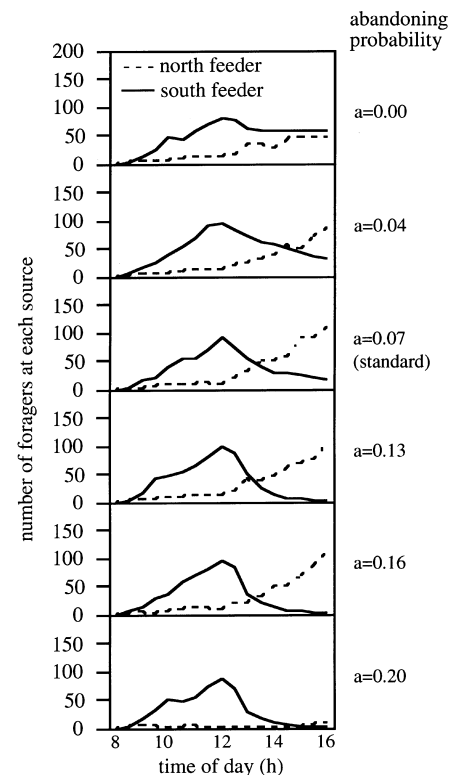 abandoning
probability
200
150
100
50
0
north feeder
south feeder
a=0.00
150
100
50
0
a=0.04
150
100
50
0
a=0.07
(standard)
150
100
50
0
a=0.13
150
100
50
0
a=0.16
150
100
50
0
a=0.20
number of foragers at each source
8 10 12 14 16
time of day (h)